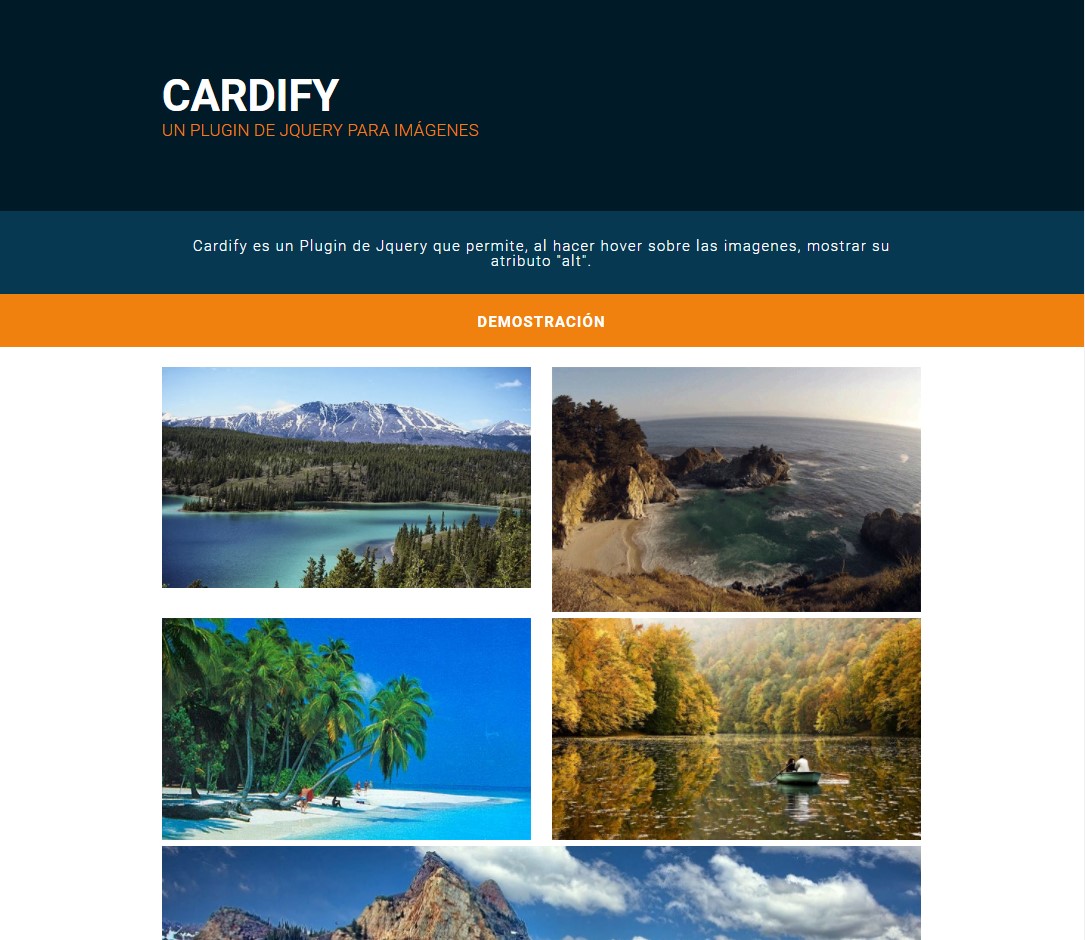 CARDIFY
UN PLUGIN DE JQUERY PARA IMÁGENES
Cardify es un Plugin de Jquery que permite, al hacer hover sobre las imagenes, mostrar su
atributo "alt".
DEMOSTRACIÓN